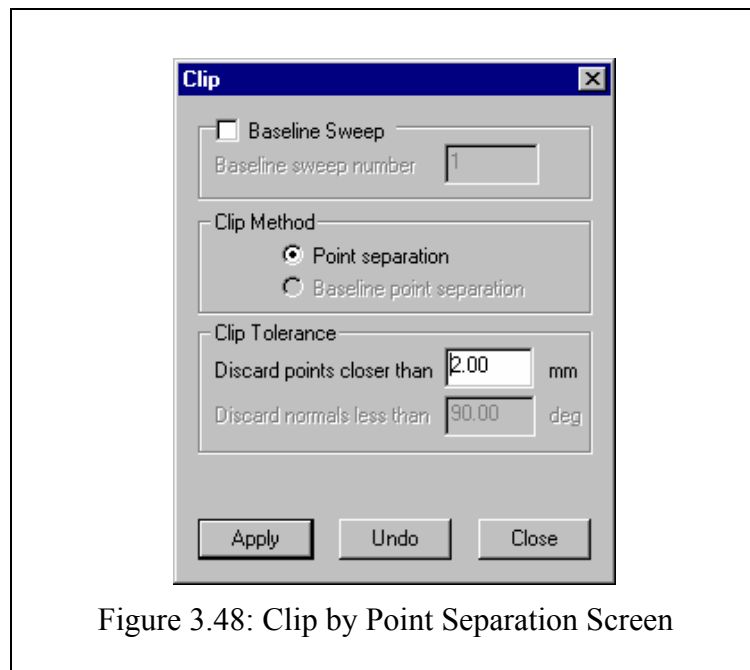 Clip
Baseline Sweep
Baseline sweep number 1
Clip Method
Point separation
Baseline point separation
Clip Tolerance
Discard points closer than 2.00 mm
Discard normals less than 90.00 deg
Apply Undo Close
Figure 3.48: Clip by Point Separation Screen